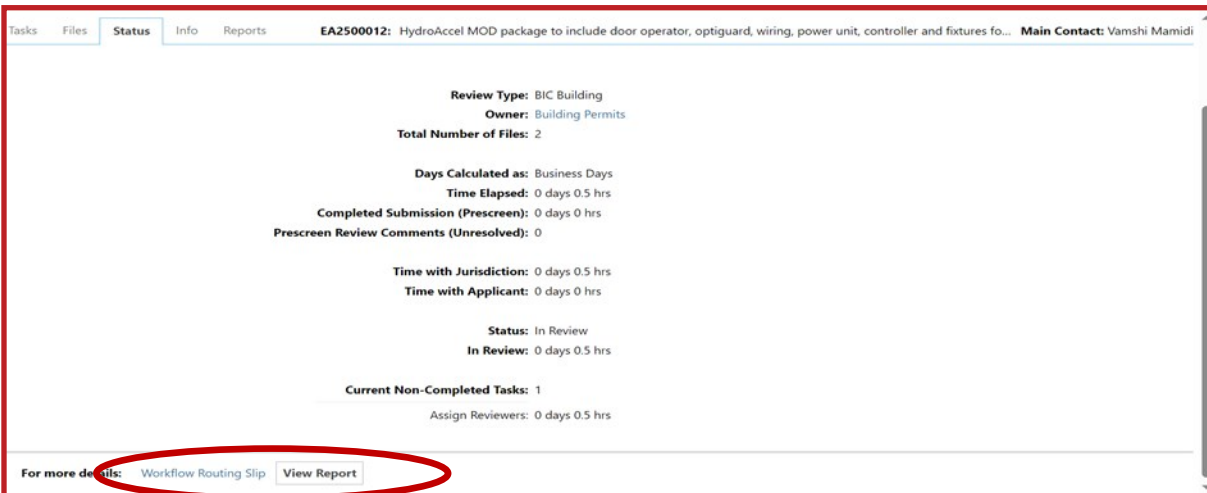 Tasks Files Status Info Reports EA2500012: HydroAccel MOD package to include door operator, optiguard, wiring, power unit, controller and fixtures fo... Main Contact: Vamshi Mamidi
Review Type: BIC Building
Owner: Building Permits
Total Number of Files: 2
Days Calculated as: Business Days
Time Elapsed: 0 days 0.5 hrs
Completed Submission (Prescreen): 0 days 0 hrs
Prescreen Review Comments (Unresolved): 0
Time with Jurisdiction: 0 days 0.5 hrs
Time with Applicant: 0 days 0 hrs
Status: In Review
In Review: 0 days 0.5 hrs
Current Non-Completed Tasks: 1
Assign Reviewers: 0 days 0.5 hrs
For more details: Workflow Routing Slip View Report